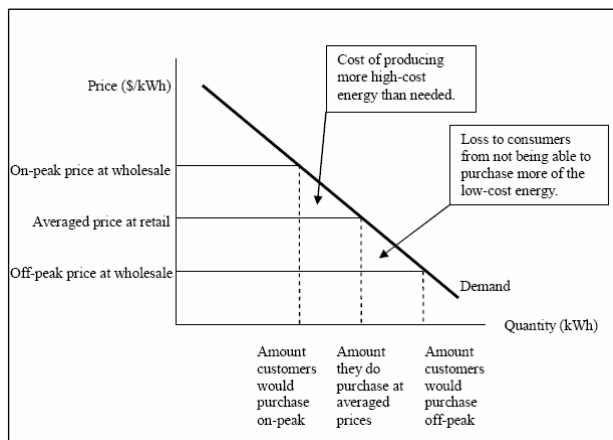 Cost of producing
more high-cost
energy than needed.
Price ($/kWh)
Loss to consumers
from not being able to
purchase more of the
low-cost energy.
On-peak price at wholesale
Averaged price at retail
Off-peak price at wholesale
Demand
Quantity (kWh)
Amount
customers
would
purchase
on-peak
Amount
they do
purchase at
averaged
prices
Amount
customers
would
purchase
off-peak